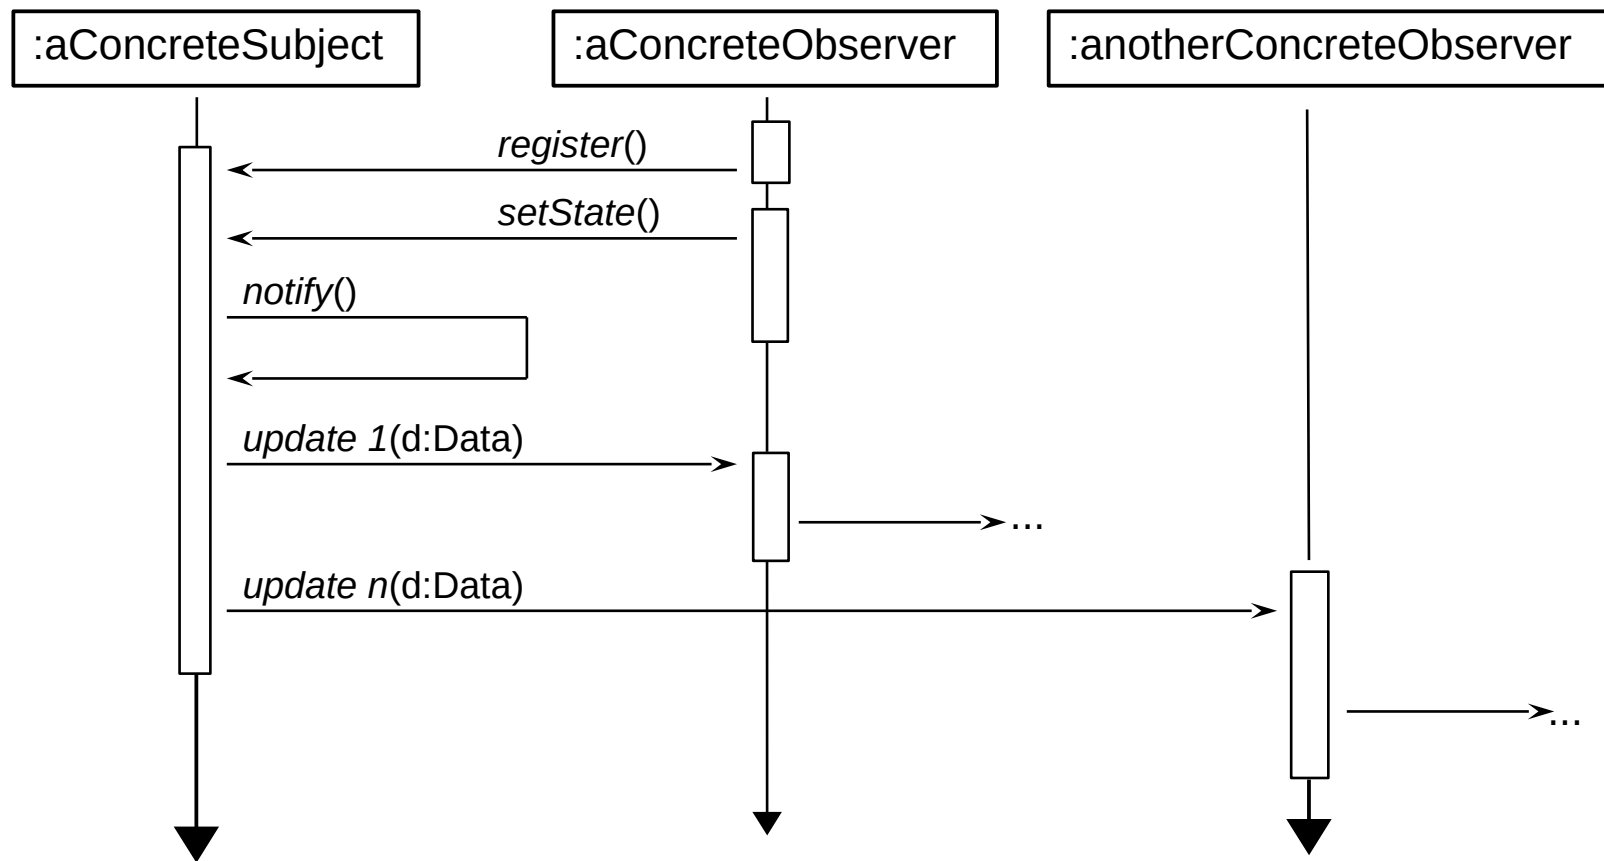 :aConcreteSubject
:aConcreteObserver
:anotherConcreteObserver
register()
setState()
notify()
update 1(d:Data)
...
update n(d:Data)
...